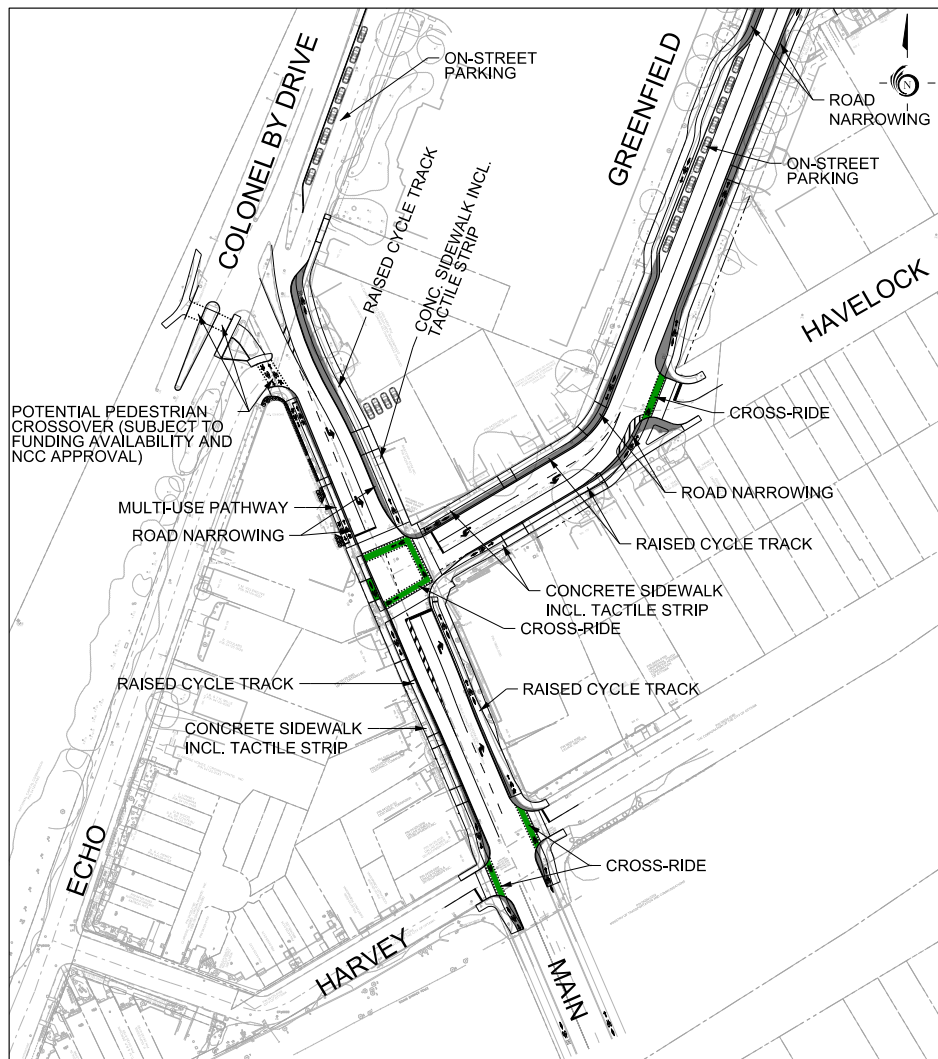 COLONEL BY DRIVE
ON-STREET
PARKING
GREENFIELD
N
ROAD
NARROWING
ON-STREET
PARKING
RAISED CYCLE TRACK
CONC. SIDEWALK INCL.
TACTILE STRIP
HAVELOCK
POTENTIAL PEDESTRIAN
CROSSOVER (SUBJECT TO
FUNDING AVAILABILITY AND
NCC APPROVAL)
CROSS-RIDE
MULTI-USE PATHWAY
ROAD NARROWING
ROAD NARROWING
RAISED CYCLE TRACK
CONCRETE SIDEWALK
INCL. TACTILE STRIP
CROSS-RIDE
RAISED CYCLE TRACK
RAISED CYCLE TRACK
CONCRETE SIDEWALK
INCL. TACTILE STRIP
ECHO
CROSS-RIDE
HARVEY
MAIN